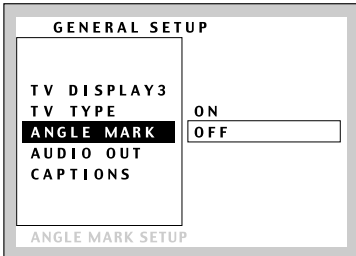 GENERAL SETUP
TV DISPLAY3
TV TYPE
ON
ANGLE MARK
OFF
AUDIO OUT
CAPTIONS
ANGLE MARK SETUP